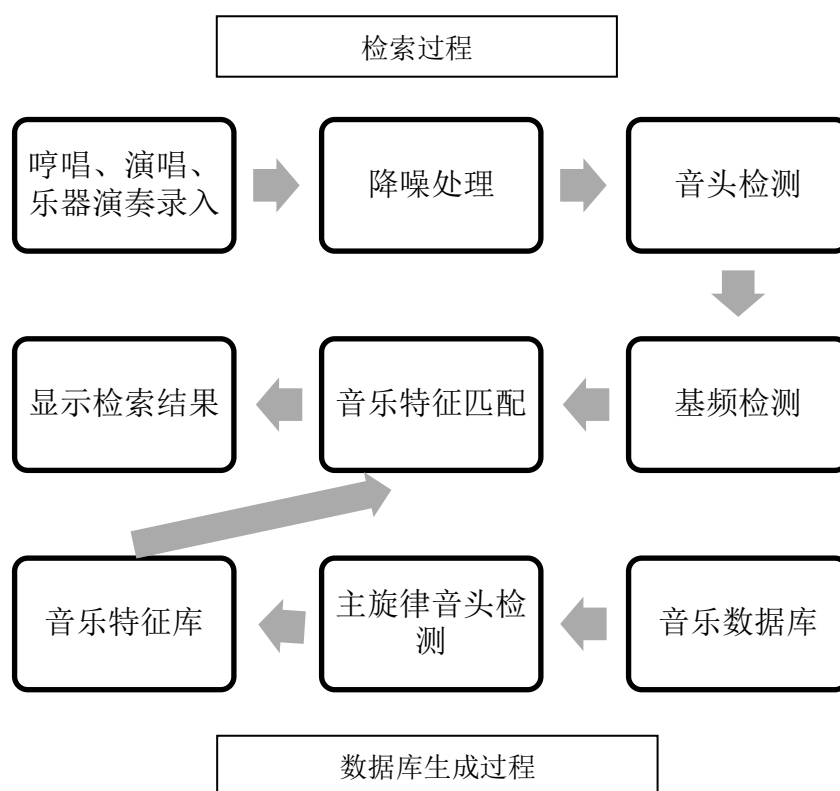 检索过程
哼唱、演唱、
乐器演奏录入
降噪处理
音头检测
显示检索结果
音乐特征匹配
基频检测
音乐特征库
主旋律音头检
测
音乐数据库
数据库生成过程